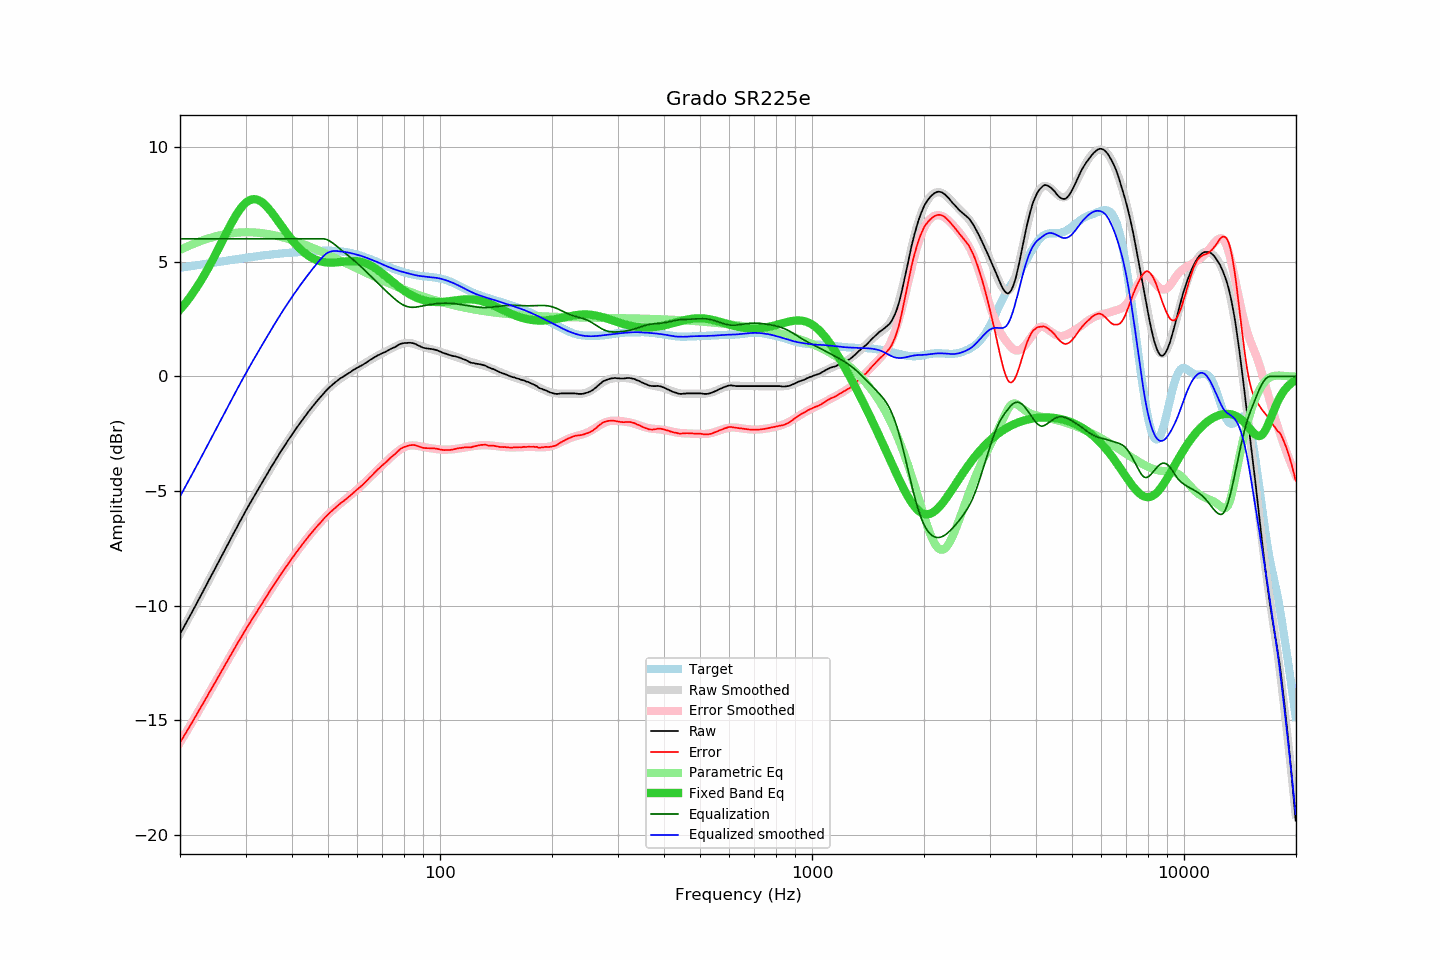 Grado SR225e
Amplitude (dBr)
10
5
0
−5
−10
−15
−20
Target
Raw Smoothed
Error Smoothed
Raw
Error
Parametric Eq
Fixed Band Eq
Equalization
Equalized smoothed
100
1000
10000
Frequency (Hz)